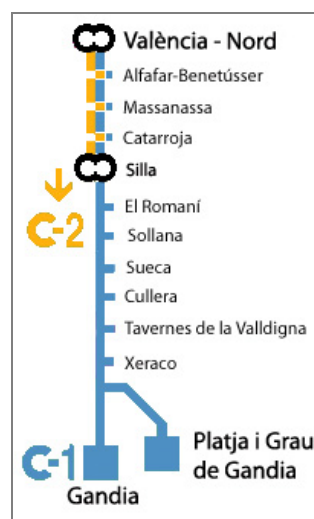 València - Nord
Alfafar-Benetússer
Massanassa
Catarroja
Silla
El Romaní
C-2
Sollana
Sueca
Cullera
Tavernes de la Valldigna
Xeraco
Platja i Grau
de Gandia
C-1
Gandia